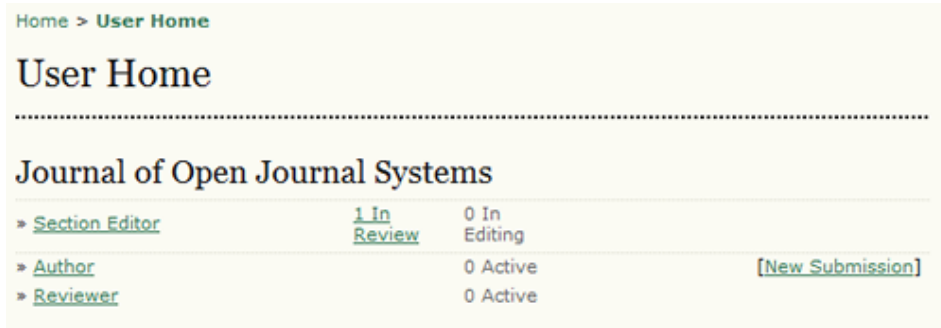 Home > User Home
User Home
Journal of Open Journal Systems
» Section Editor 1 In Review 0 In Editing
» Author 0 Active [New Submission]
» Reviewer 0 Active